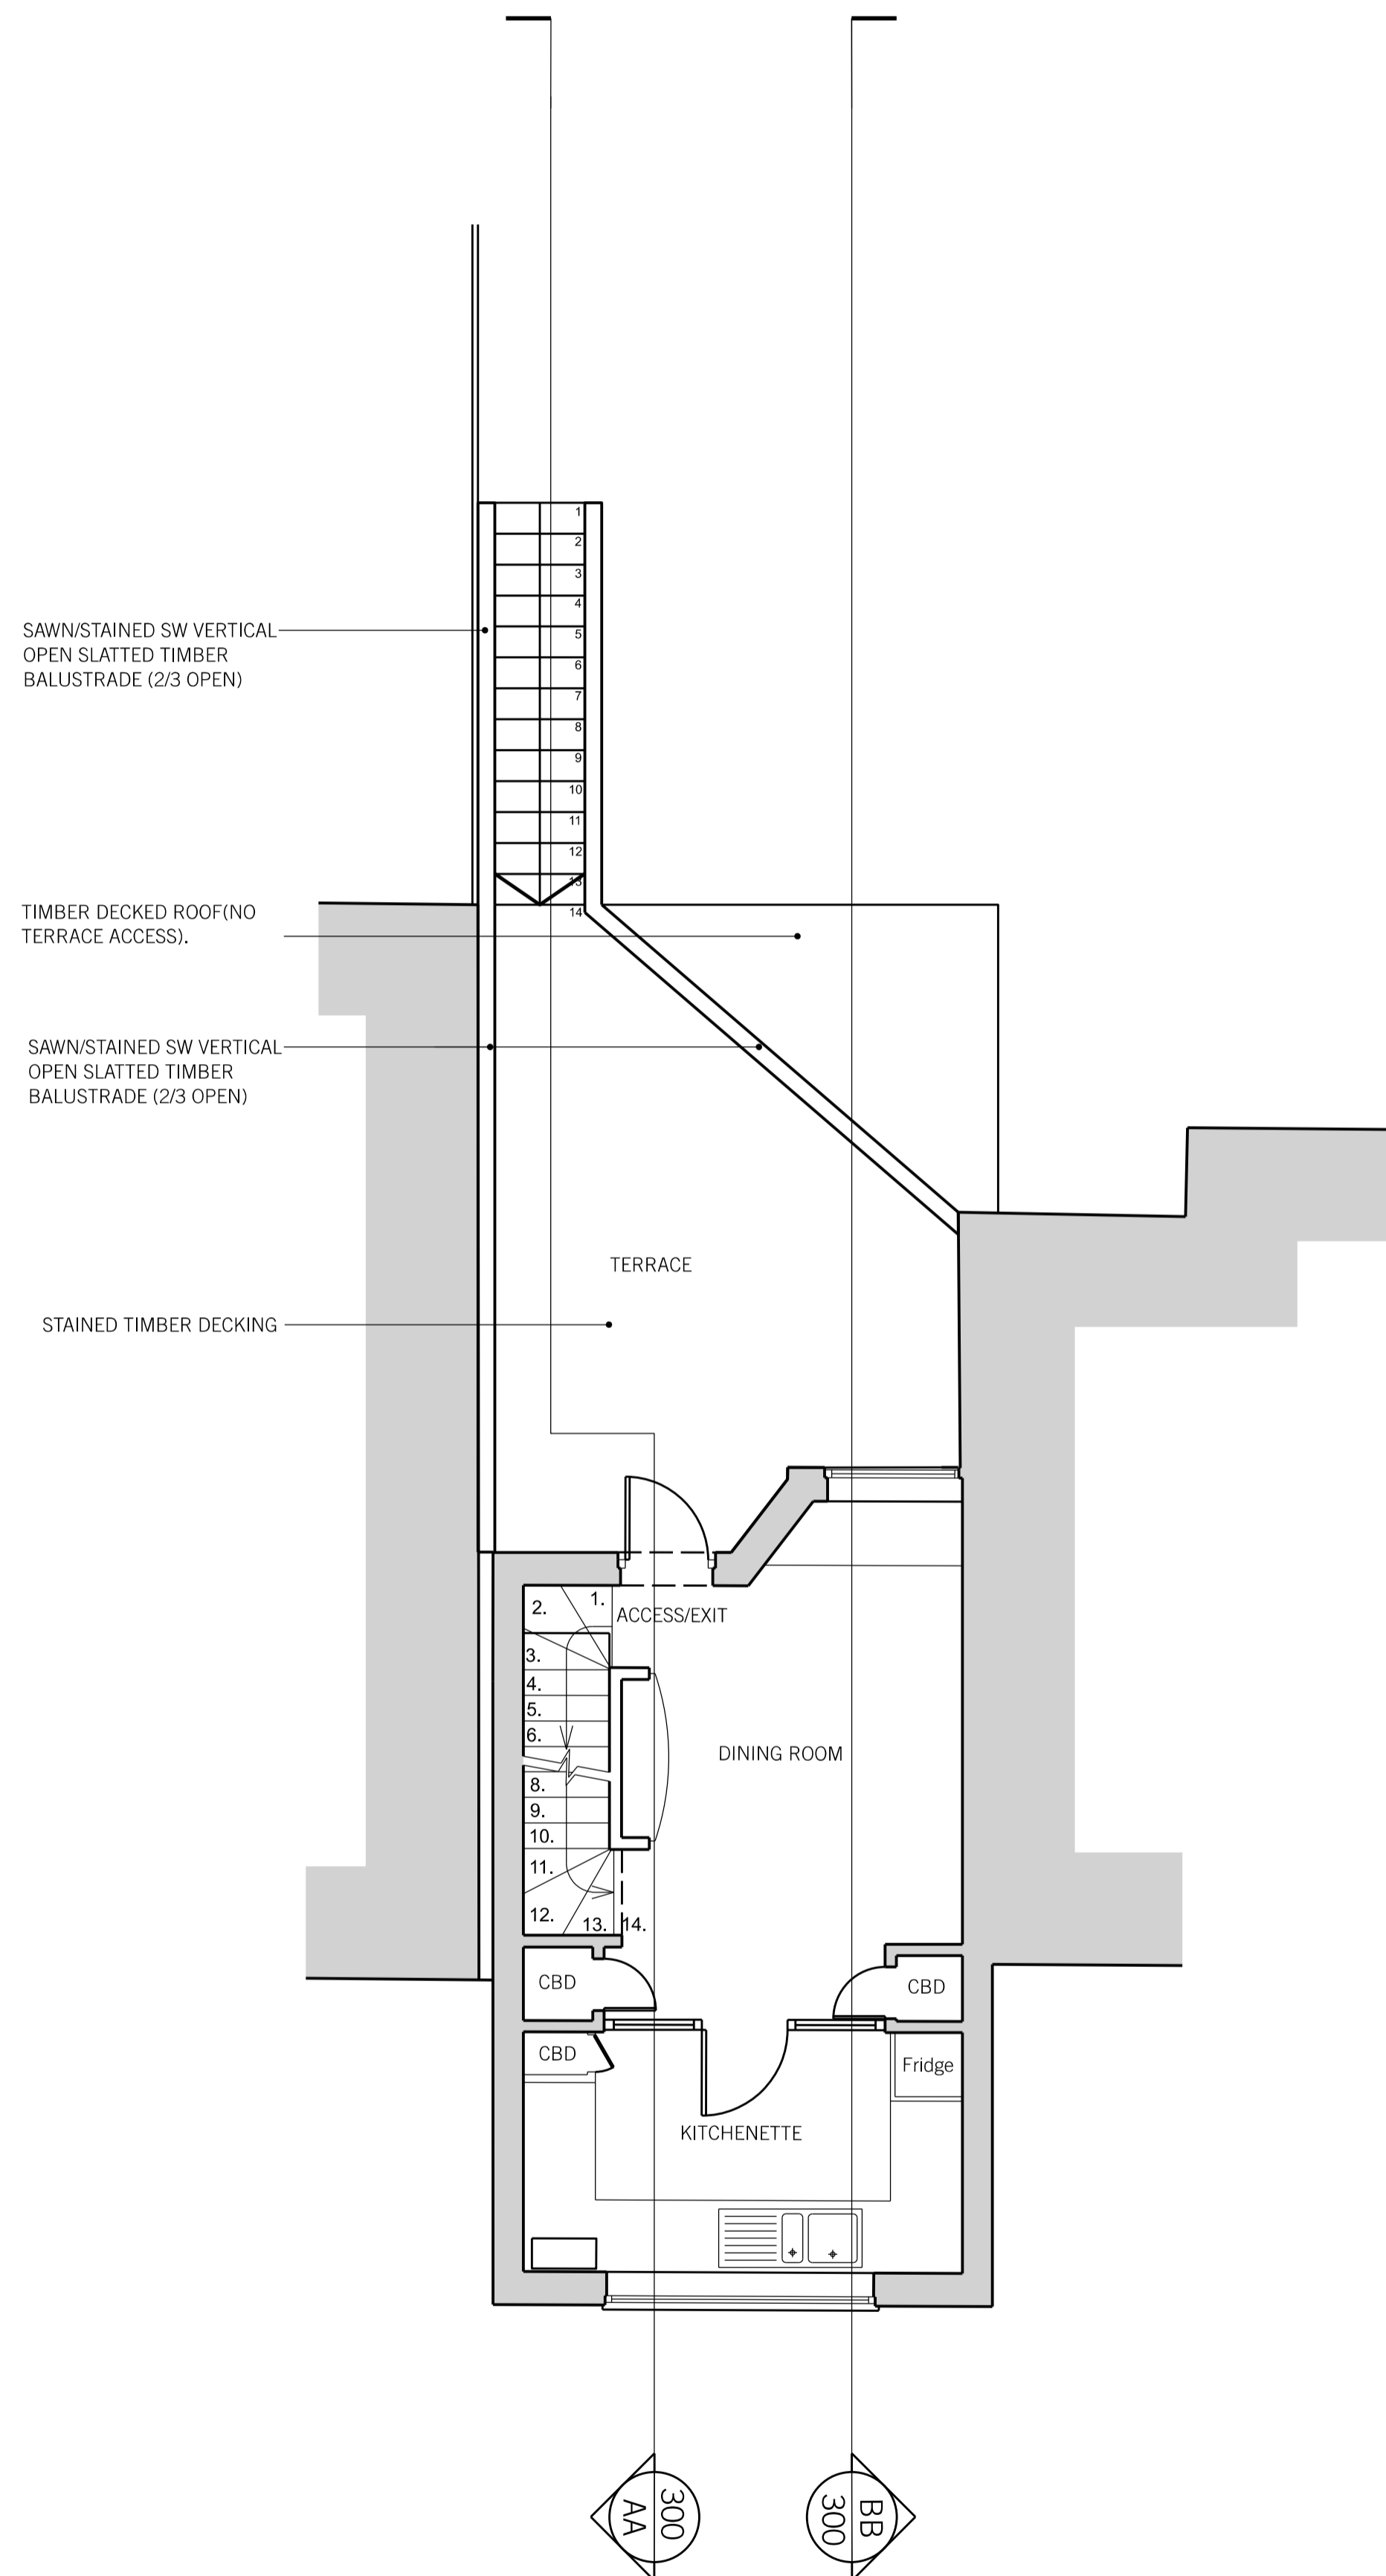 1
2
3
4
5
6
7
8
9
10
11
12
13
14
SAWN/STAINED SW VERTICAL
OPEN SLATTED TIMBER
BALUSTRADE (2/3 OPEN)
TIMBER DECKED ROOF(NO
TERRACE ACCESS).
SAWN/STAINED SW VERTICAL
OPEN SLATTED TIMBER
BALUSTRADE (2/3 OPEN)
TERRACE
STAINED TIMBER DECKING
1.
2.
ACCESS/EXIT
3.
4.
5.
6.
DINING ROOM
8.
9.
10.
11.
12.
13. 14.
CBD
CBD
CBD
Fridge
KITCHENETTE
300
AA
BB
300